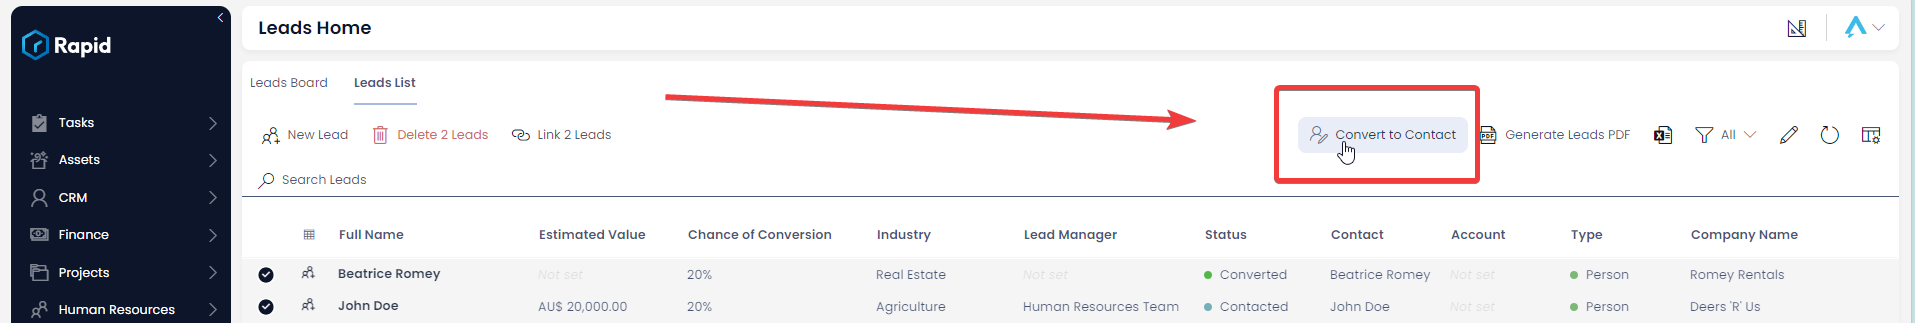 Rapid
Tasks
Assets
CRM
Finance
Projects
Human Resources
Leads Home
Leads Board Leads List
New Lead Delete 2 Leads Link 2 Leads Convert to Contact PDF Generate Leads PDF All
Search Leads
Full Name Estimated Value Chance of Conversion Industry Lead Manager Status Contact Account Type Company Name
Beatrice Romey Not set 20% Real Estate Not set Converted Beatrice Romey Not set Person Romey Rentals
John Doe AU$ 20,000.00 20% Agriculture Human Resources Team Contacted John Doe Not set Person Deers 'R' Us